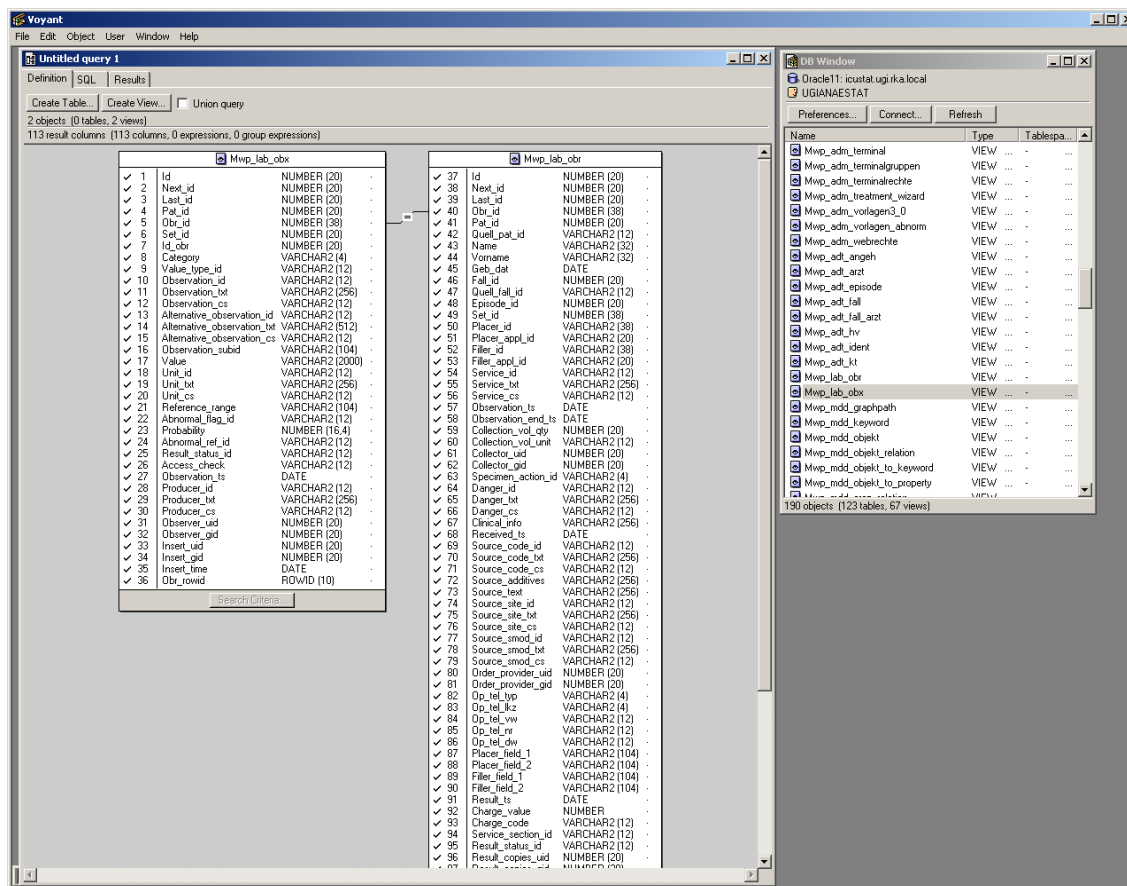 Voyant
File Edit Object User Window Help
Untitled query 1
Definition SQL Results
Create Table... Create View... Union query
2 objects (0 tables, 2 views)
113 result columns (113 columns, 0 expressions, 0 group expressions)
Mwp_lab_obx
1 Id NUMBER (20)
2 Next_id NUMBER (20)
3 Last_id NUMBER (20)
4 Pat_id NUMBER (20)
5 Obr_id NUMBER (38)
6 Set_id NUMBER (20)
7 Id_obr NUMBER (20)
8 Category VARCHAR2 (4)
9 Value_type_id VARCHAR2 (12)
10 Observation_id VARCHAR2 (12)
11 Observation_txt VARCHAR2 (256)
12 Observation_cs VARCHAR2 (12)
13 Alternative_observation_id VARCHAR2 (12)
14 Alternative_observation_txt VARCHAR2 (512)
15 Alternative_observation_cs VARCHAR2 (12)
16 Observation_subid VARCHAR2 (104)
17 Value VARCHAR2 (2000)
18 Unit_id VARCHAR2 (12)
19 Unit_txt VARCHAR2 (256)
20 Unit_cs VARCHAR2 (12)
21 Reference_range VARCHAR2 (104)
22 Abnormal_flag_id VARCHAR2 (12)
23 Probability NUMBER (16,4)
24 Abnormal_ref_id VARCHAR2 (12)
25 Result_status_id VARCHAR2 (12)
26 Access_check VARCHAR2 (12)
27 Observation_ts DATE
28 Producer_id VARCHAR2 (12)
29 Producer_txt VARCHAR2 (256)
30 Producer_cs VARCHAR2 (12)
31 Observer_uid NUMBER (20)
32 Observer_gid NUMBER (20)
33 Insert_uid NUMBER (20)
34 Insert_gid NUMBER (20)
35 Insert_time DATE
36 Obr_rowid ROWID (10)
Search Criteria...
=
Mwp_lab_obr
37 Id NUMBER (20)
38 Next_id NUMBER (20)
39 Last_id NUMBER (20)
40 Obr_id NUMBER (38)
41 Pat_id NUMBER (20)
42 Quell_pat_id VARCHAR2 (12)
43 Name VARCHAR2 (32)
44 Vorname VARCHAR2 (32)
45 Geb_dat DATE
46 Fall_id NUMBER (20)
47 Quell_fall_id VARCHAR2 (12)
48 Episode_id NUMBER (20)
49 Set_id NUMBER (38)
50 Placer_id VARCHAR2 (38)
51 Placer_appl_id VARCHAR2 (20)
52 Filler_id VARCHAR2 (38)
53 Filler_appl_id VARCHAR2 (20)
54 Service_id VARCHAR2 (12)
55 Service_txt VARCHAR2 (256)
56 Service_cs VARCHAR2 (12)
57 Observation_ts DATE
58 Observation_end_ts DATE
59 Collection_vol_qty NUMBER (20)
60 Collection_vol_unit VARCHAR2 (12)
61 Collector_uid NUMBER (20)
62 Collector_gid NUMBER (20)
63 Specimen_action_id VARCHAR2 (4)
64 Danger_id VARCHAR2 (12)
65 Danger_txt VARCHAR2 (256)
66 Danger_cs VARCHAR2 (12)
67 Clinical_info VARCHAR2 (256)
68 Received_ts DATE
69 Source_code_id VARCHAR2 (12)
70 Source_code_txt VARCHAR2 (256)
71 Source_code_cs VARCHAR2 (12)
72 Source_additives VARCHAR2 (256)
73 Source_text VARCHAR2 (256)
74 Source_site_id VARCHAR2 (12)
75 Source_site_txt VARCHAR2 (256)
76 Source_site_cs VARCHAR2 (12)
77 Source_smod_id VARCHAR2 (12)
78 Source_smod_txt VARCHAR2 (256)
79 Source_smod_cs VARCHAR2 (12)
80 Order_provider_uid NUMBER (20)
81 Order_provider_gid NUMBER (20)
82 Op_tel_typ VARCHAR2 (4)
83 Op_tel_lkz VARCHAR2 (4)
84 Op_tel_vw VARCHAR2 (12)
85 Op_tel_nr VARCHAR2 (12)
86 Op_tel_dw VARCHAR2 (12)
87 Placer_field_1 VARCHAR2 (104)
88 Placer_field_2 VARCHAR2 (104)
89 Filler_field_1 VARCHAR2 (104)
90 Filler_field_2 VARCHAR2 (104)
91 Result_ts DATE
92 Charge_value NUMBER
93 Charge_code VARCHAR2 (12)
94 Service_section_id VARCHAR2 (12)
95 Result_status_id VARCHAR2 (12)
96 Result_copies_uid NUMBER (20)
DB Window
Oracle11: icustat.ugi.rka.local
UGIANAESTAT
Preferences... Connect... Refresh
Name Type Tablespa...
Mwp_adm_terminal VIEW ... - ...
Mwp_adm_terminalgruppen VIEW ... - ...
Mwp_adm_terminalrechte VIEW ... - ...
Mwp_adm_treatment_wizard VIEW ... - ...
Mwp_adm_vorlagen3_0 VIEW ... - ...
Mwp_adm_vorlagen_abnorm VIEW ... - ...
Mwp_adm_webrechte VIEW ... - ...
Mwp_adt_angeh VIEW ... - ...
Mwp_adt_arzt VIEW ... - ...
Mwp_adt_episode VIEW ... - ...
Mwp_adt_fall VIEW ... - ...
Mwp_adt_fall_arzt VIEW ... - ...
Mwp_adt_hv VIEW ... - ...
Mwp_adt_ident VIEW ... - ...
Mwp_adt_kt VIEW ... - ...
Mwp_lab_obr VIEW ... - ...
Mwp_lab_obx VIEW ... - ...
Mwp_mdd_graphpath VIEW ... - ...
Mwp_mdd_keyword VIEW ... - ...
Mwp_mdd_objekt VIEW ... - ...
Mwp_mdd_objekt_relation VIEW ... - ...
Mwp_mdd_objekt_to_keyword VIEW ... - ...
Mwp_mdd_objekt_to_property VIEW ... - ...
190 objects (123 tables, 67 views)